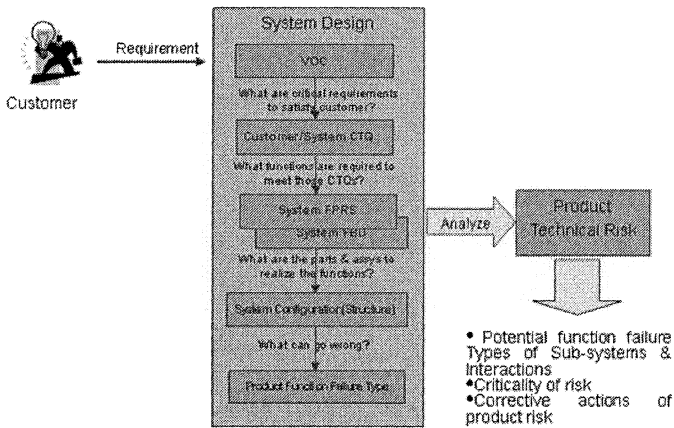 System Design
Requirement
Customer
VOC
What are critical requirements
to satisfy customer?
Customer/System CTQ
What functions are required to
meet those CTQs?
System FPRS
System FBD
What are the parts & assys to
realize the functions?
System Configuration(Structure)
What can go wrong?
Product Function Failure Type
Analyze
Product
Technical Risk
• Potential function failure
Types of Sub-systems &
Interactions
•Criticality of risk
•Corrective actions of
product risk